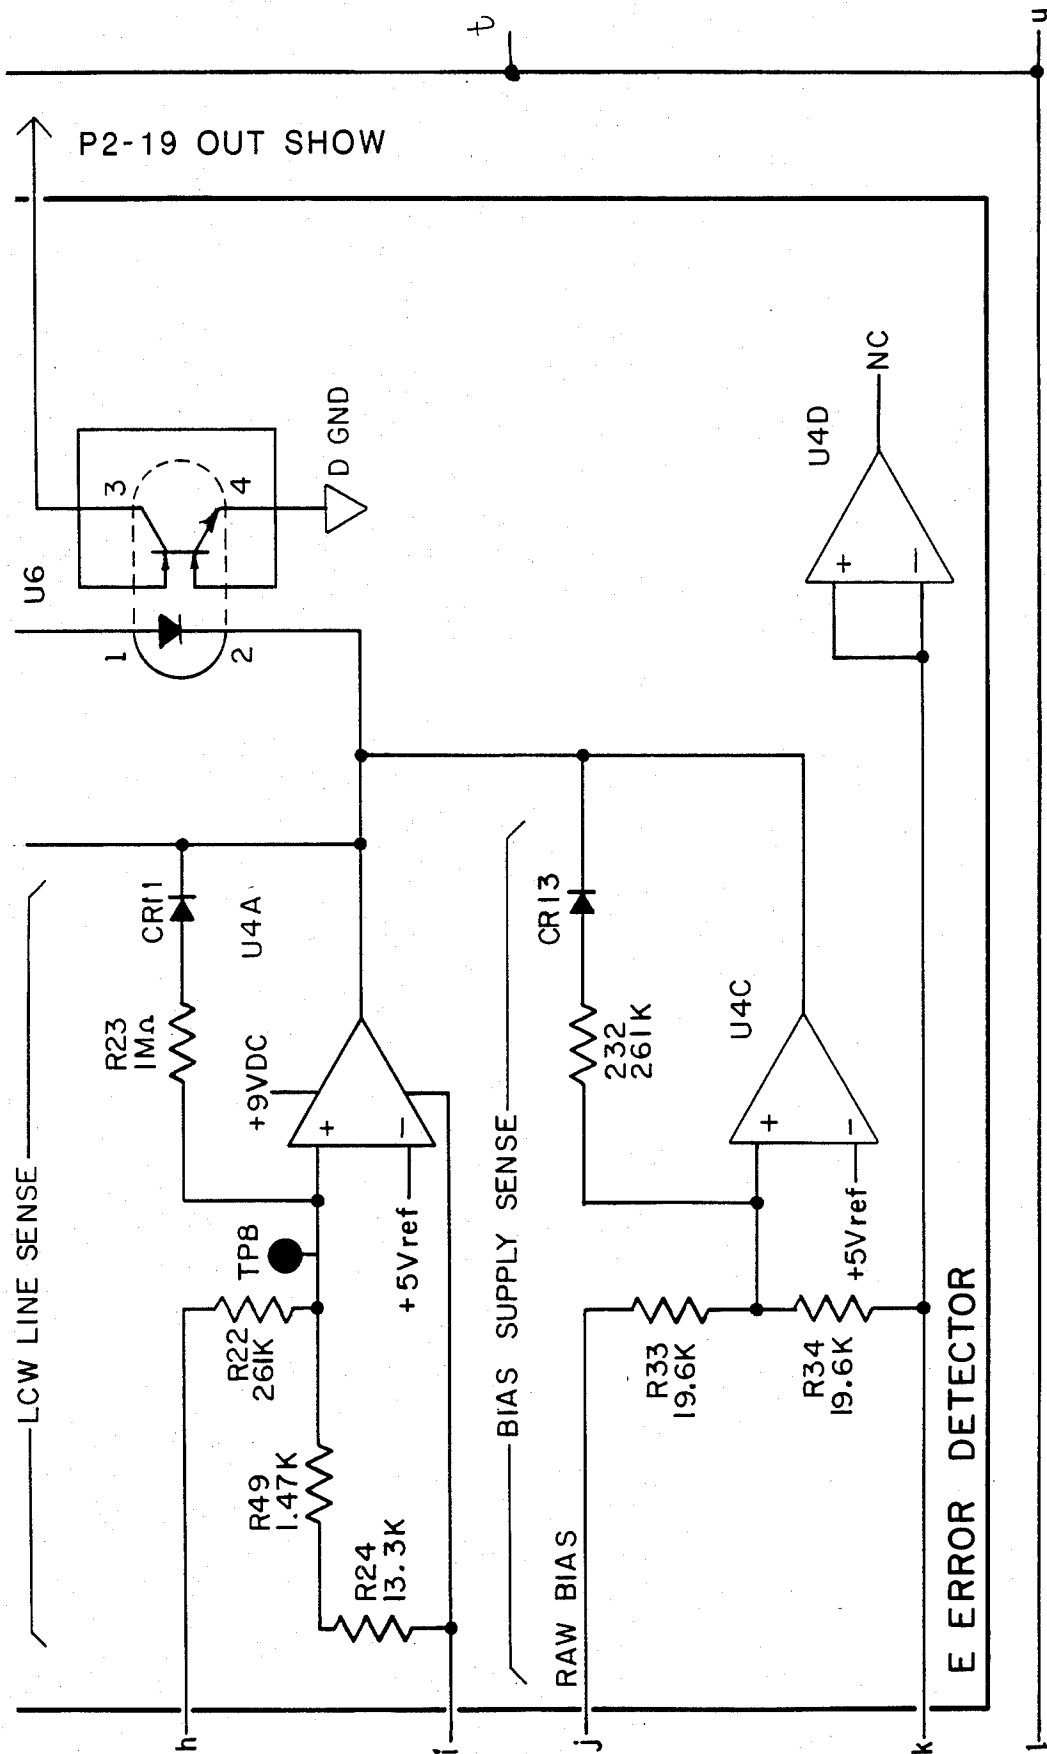 LCW LINE SENSE
R23
1MΩ
CR11
U4A
+9VDC
+
−
+5Vref
TP8
R22
261K
R49
1.47K
R24
13.3K
U6
1
2
3
4
D GND
P2-19 OUT SHOW
BIAS SUPPLY SENSE
RAW BIAS
R33
19.6K
R34
19.6K
232
261K
CR13
U4C
+
−
+5Vref
U4D
+
−
NC
E ERROR DETECTOR
h
i
j
k
l
t
u